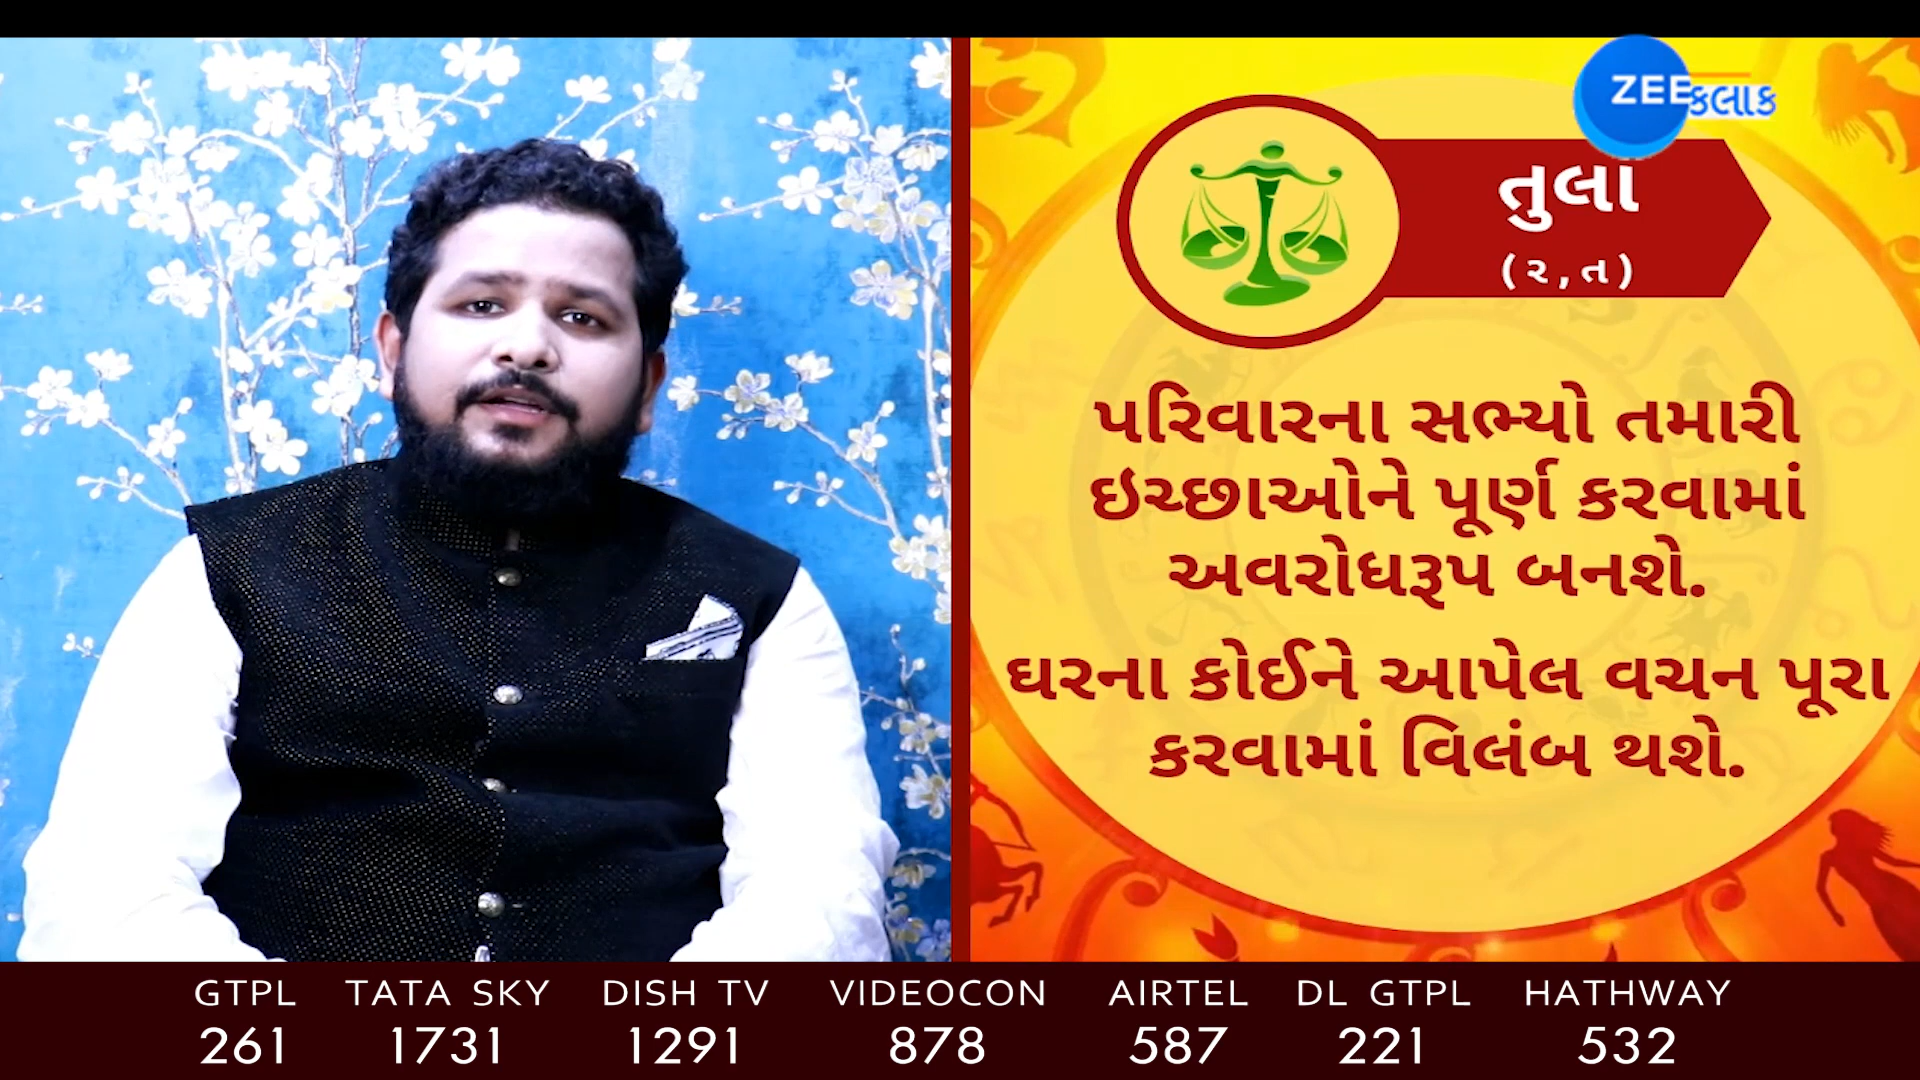 ZEE કલાક
તુલા
(ર,ત)
પરિવારના સભ્યો તમારી
ઇચ્છાઓને પૂર્ણ કરવામાં
અવરોધરૂપ બનશે.
ઘરના કોઈને આપેલ વચન પૂરા
કરવામાં વિલંબ થશે.
GTPL TATA SKY DISH TV VIDEOCON AIRTEL DL GTPL HATHWAY
261 1731 1291 878 587 221 532